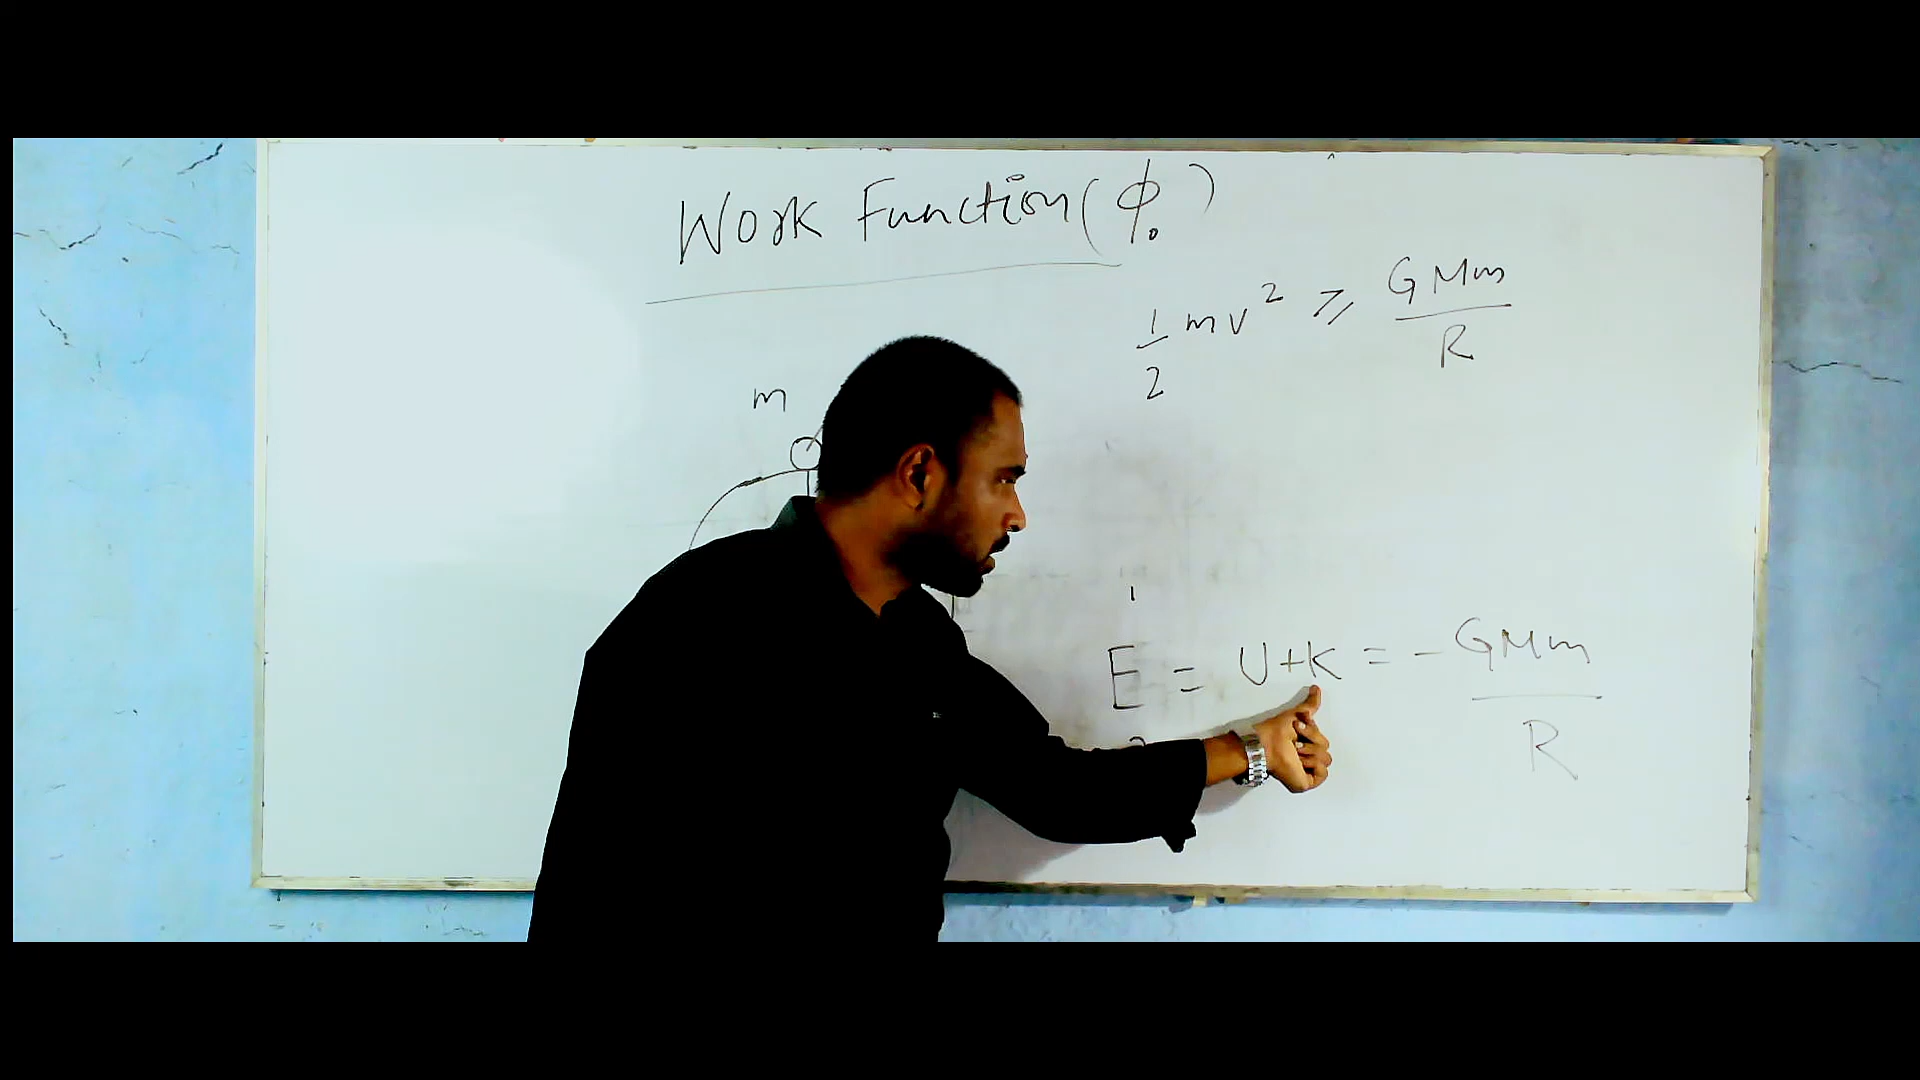 Work Function (ϕ₀)
1/2 mv² ⩾ GMm/R
m
E = U+K = - GMm/R